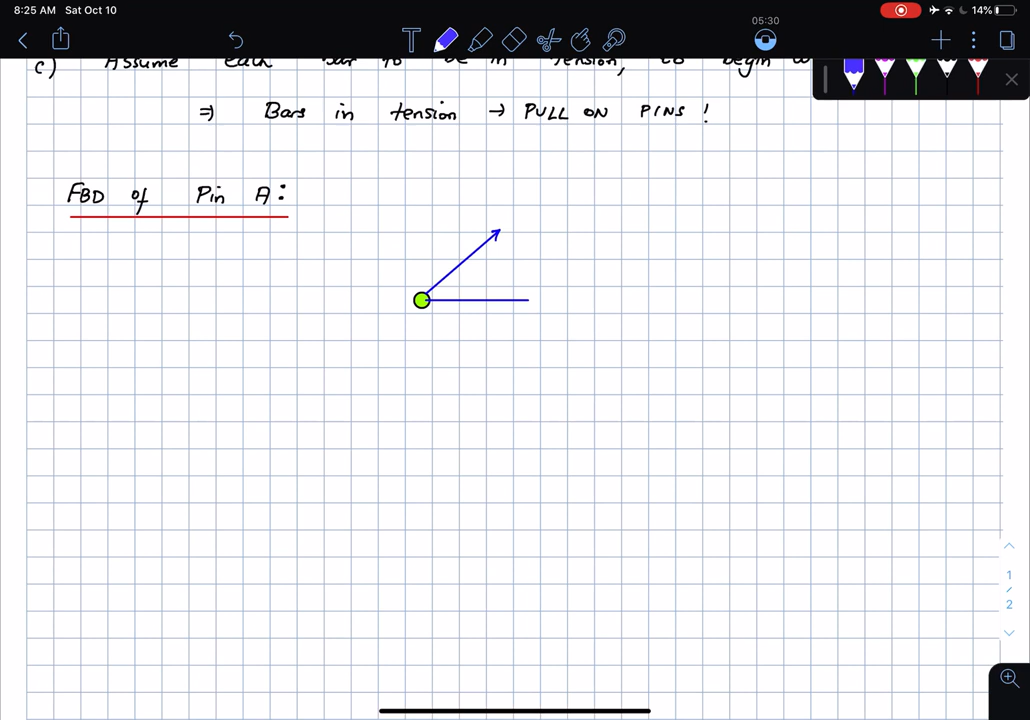 8:25 AM Sat Oct 10
14%
05:30
T
c) Assume each bar to be in tension, to begin
⇒ Bars in tension → PULL ON PINS !
FBD of Pin A:
1
2